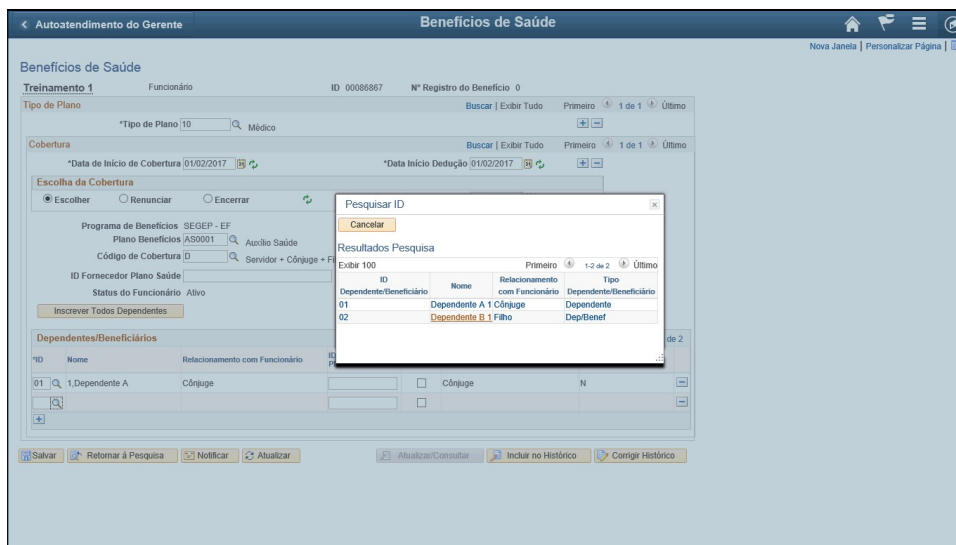 Autoatendimento do Gerente
Benefícios de Saúde
Nova Janela | Personalizar Página |
Benefícios de Saúde
Treinamento 1 Funcionário ID 00086867 Nº Registro do Benefício 0
Tipo de Plano Buscar | Exibir Tudo Primeiro 1 de 1 Último
*Tipo de Plano 10 Médico
Cobertura Buscar | Exibir Tudo Primeiro 1 de 1 Último
*Data de Início de Cobertura 01/02/2017 *Data Início Dedução 01/02/2017
Escolha da Cobertura
Escolher Renunciar Encerrar
Programa de Benefícios SEGEP - EF
Plano Benefícios AS0001 Auxílio Saúde
Código de Cobertura D Servidor + Cônjuge + Fi
ID Fornecedor Plano Saúde
Status do Funcionário Ativo
Inscrever Todos Dependentes
Pesquisar ID
Cancelar
Resultados Pesquisa
Exibir 100 Primeiro 1-2 de 2 Último
ID Dependente/Beneficiário Nome Relacionamento com Funcionário Tipo Dependente/Beneficiário
01 Dependente A 1 Cônjuge Dependente
02 Dependente B 1 Filho Dep/Benef
Dependentes/Beneficiários de 2
*ID Nome Relacionamento com Funcionário
01 1,Dependente A Cônjuge Cônjuge N
Salvar Retornar à Pesquisa Notificar Atualizar Atualizar/Consultar Incluir no Histórico Corrigir Histórico